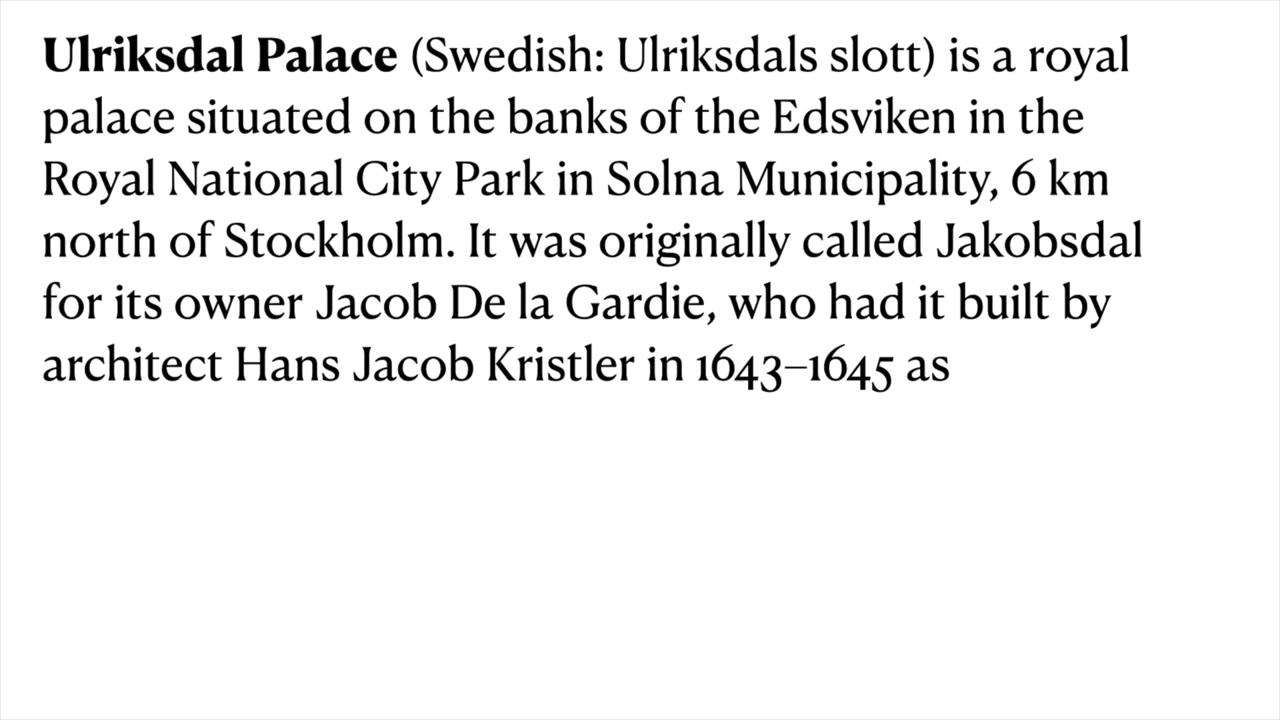 Ulriksdal Palace (Swedish: Ulriksdals slott) is a royal
palace situated on the banks of the Edsviken in the
Royal National City Park in Solna Municipality, 6 km
north of Stockholm. It was originally called Jakobsdal
for its owner Jacob De la Gardie, who had it built by
architect Hans Jacob Kristler in 1643–1645 as